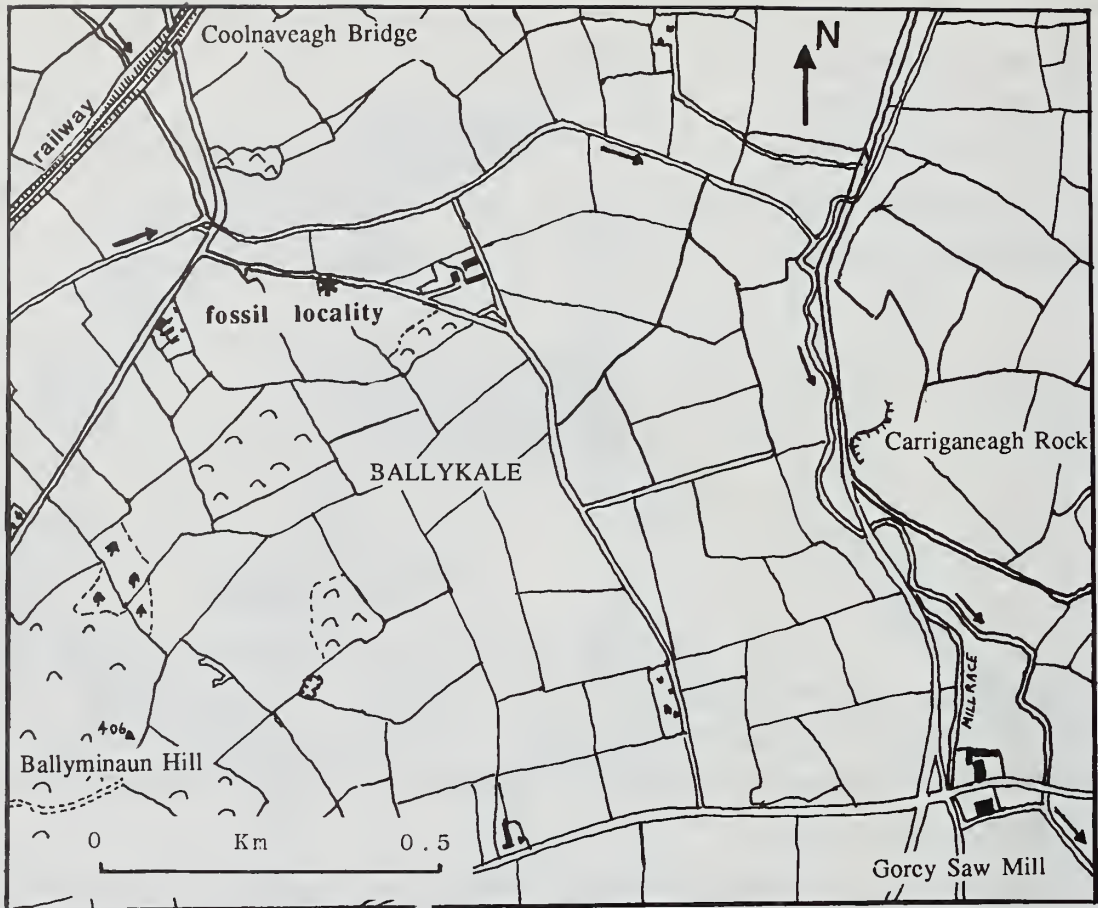 Coolnaveagh Bridge
N
railway
fossil locality
Carriganeagh Rock
BALLYKALE
MILL RACE
406
Ballyminaun Hill
0 Km 0.5
Gorey Saw Mill